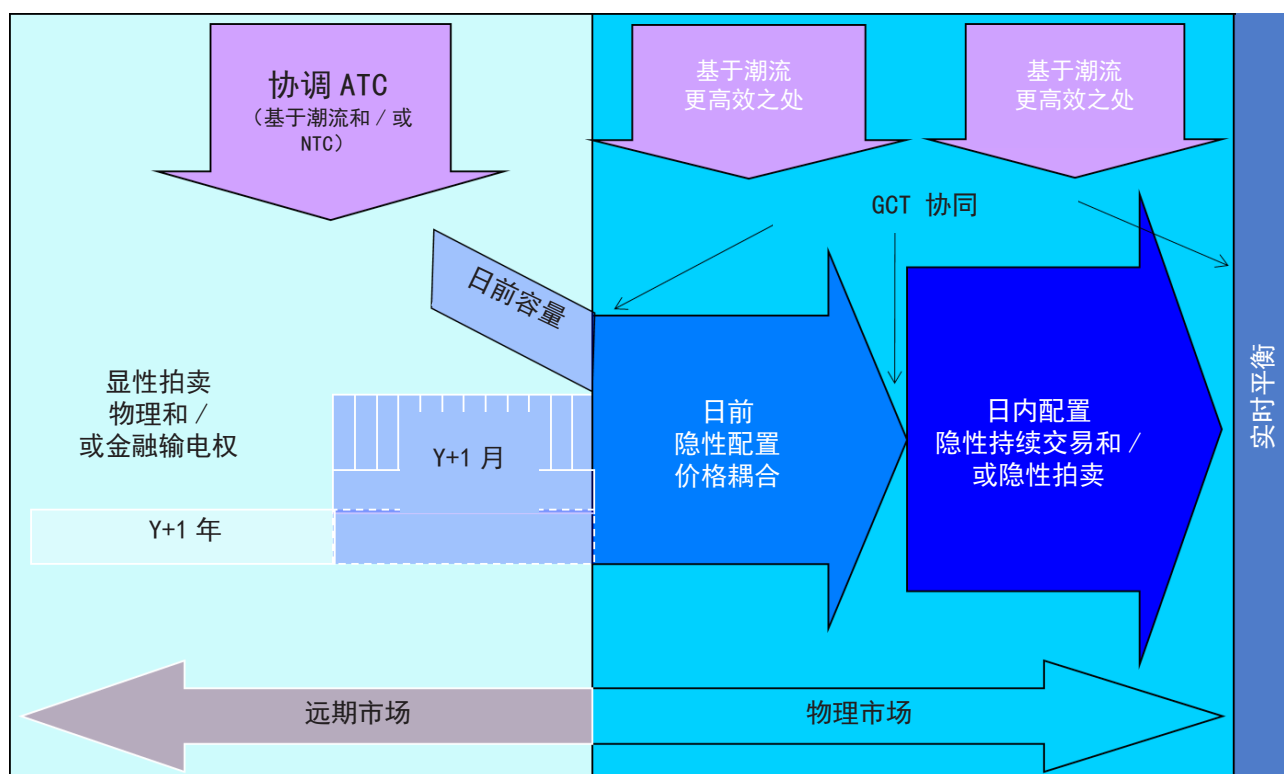 协调 ATC
（基于潮流和 / 或
NTC）
基于潮流
更高效之处
基于潮流
更高效之处
GCT 协同
日前容量
显性拍卖
物理和 /
或金融输电权
Y+1 月
Y+1 年
日前
隐性配置
价格耦合
日内配置
隐性持续交易和 /
或隐性拍卖
实时平衡
远期市场
物理市场